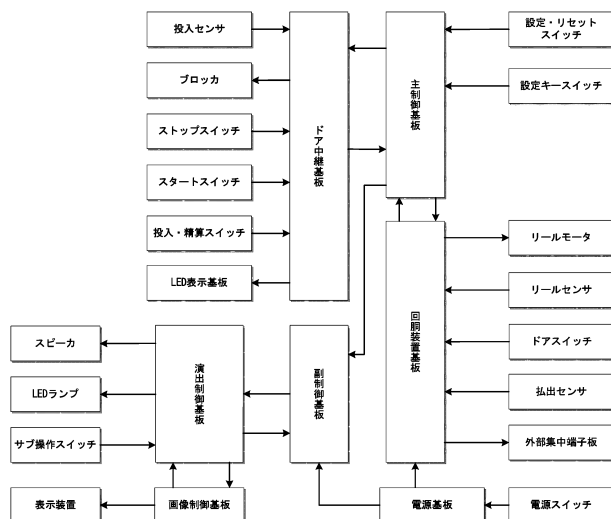 投入センサ
ブロッカ
ストップスイッチ
スタートスイッチ
投入・精算スイッチ
LED表示基板
ドア中継基板
主制御基板
設定・リセット
スイッチ
設定キースイッチ
リールモータ
リールセンサ
ドアスイッチ
払出センサ
外部集中端子板
回胴装置基板
スピーカ
LEDランプ
サブ操作スイッチ
演出制御基板
副制御基板
表示装置
画像制御基板
電源基板
電源スイッチ